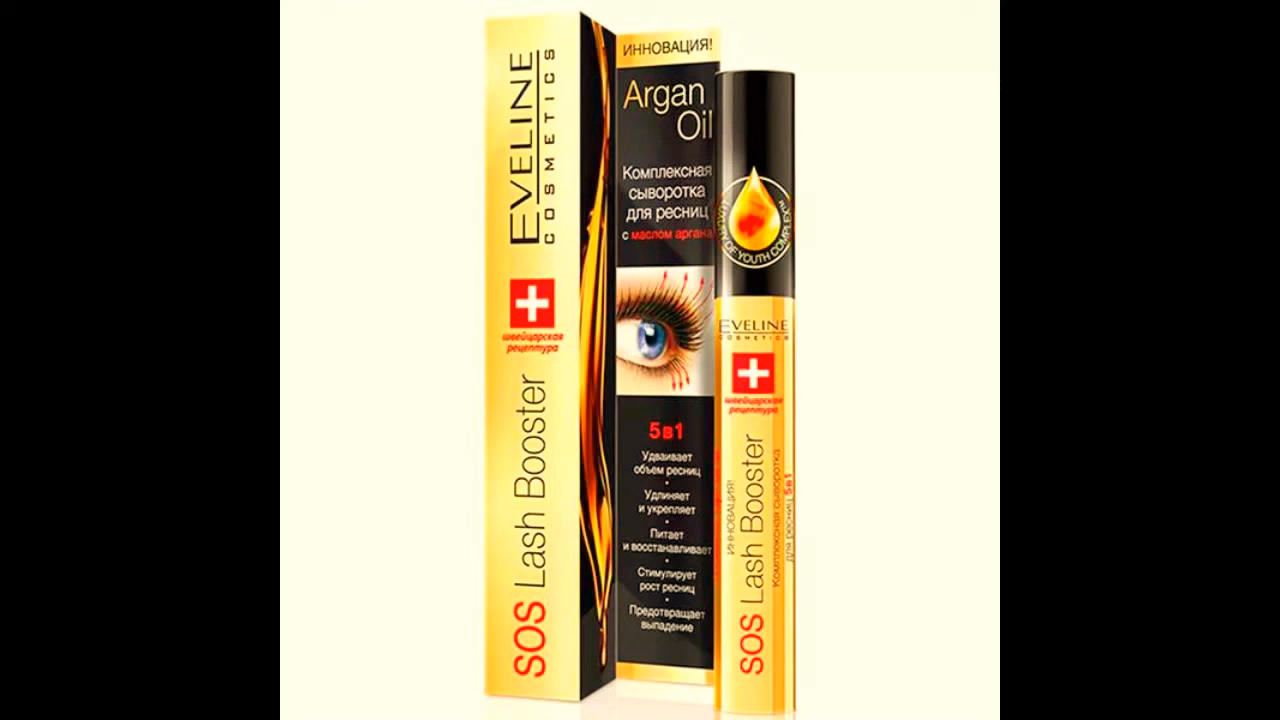 EVELINE
COSMETICS
швейцарская
рецептура
SOS Lash Booster
ИННОВАЦИЯ!
Argan
Oil
Комплексная
сыворотка
для ресниц
с маслом аргана
5в1
Удваивает
объем ресниц
Удлиняет
и укрепляет
Питает
и восстанавливает
Стимулирует
рост ресниц
Предотвращает
выпадение
LUXURY OF YOUTH COMPLEX™
EVELINE
COSMETICS
швейцарская
рецептура
ИННОВАЦИЯ!
SOS Lash Booster
Комплексная сыворотка
для ресниц 5в1